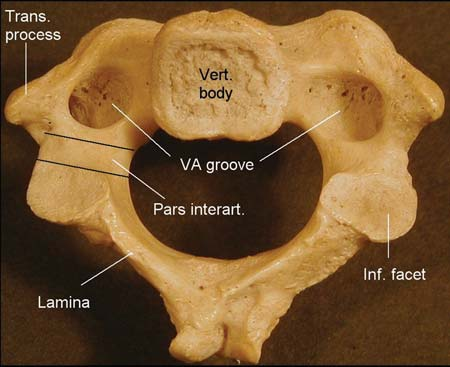 Trans.
process
Vert.
body
VA groove
Pars interart.
Lamina
Inf. facet